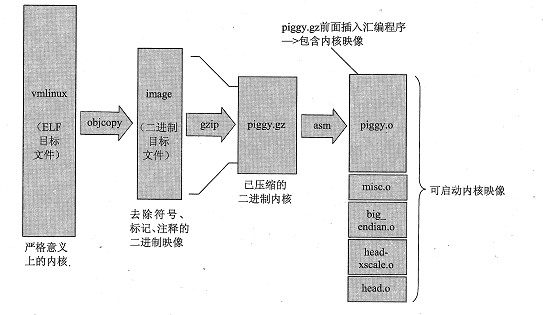 piggy.gz前面插入汇编程序
—>包含内核映像
vmlinux
（ELF
目标
文件）
objcopy
image
（二进制
目标
文件）
gzip
piggy.gz
asm
piggy.o
misc.o
big_
endian.o
head-
xscale.o
head.o
可启动内核映像
已压缩的
二进制内核
去除符号、
标记、注释的
二进制映像
严格意义
上的内核.